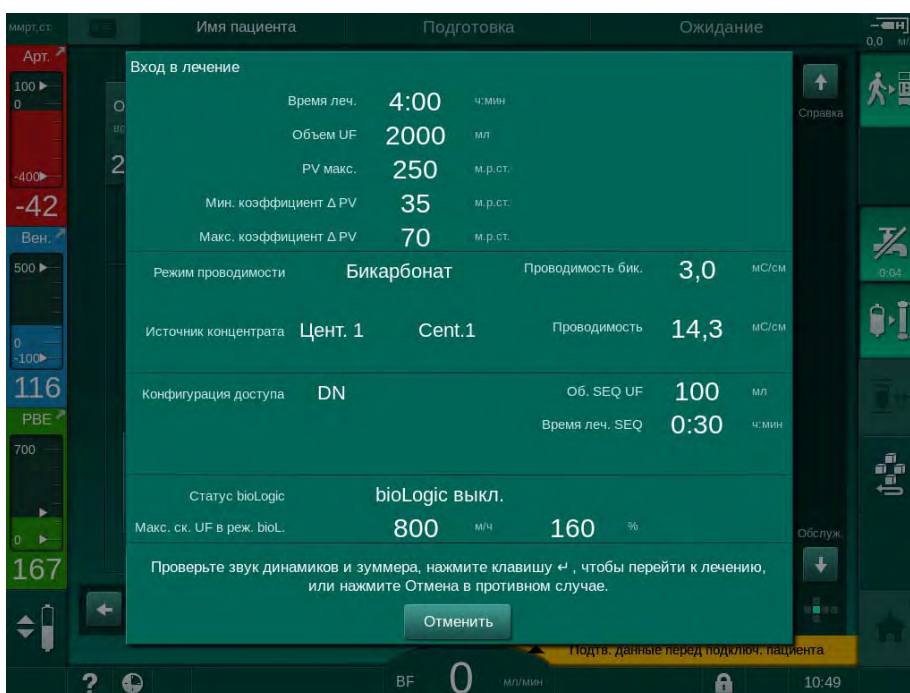 ммрт.ст.
Имя пациента
Подготовка
Ожидание
H
0,0 м/
Арт.
100
0
-400
-42
Вен.
500
0
-100
116
PBE
700
0
167
Справка
0:04
Обслуж.
Вход в лечение
Время леч. 4:00 ч:мин
Объем UF 2000 мл
PV макс. 250 м.р.ст.
Мин. коэффициент Δ PV 35 м.р.ст.
Макс. коэффициент Δ PV 70 м.р.ст.
Режим проводимости Бикарбонат Проводимость бик. 3,0 мС/см
Источник концентрата Цент. 1 Cent.1 Проводимость 14,3 мС/см
Конфигурация доступа DN Об. SEQ UF 100 мл
Время леч. SEQ 0:30 ч:мин
Статус bioLogic bioLogic выкл.
Макс. ск. UF в реж. bioL. 800 м/ч 160 %
Проверьте звук динамиков и зуммера, нажмите клавишу ↵ , чтобы перейти к лечению,
или нажмите Отмена в противном случае.
Отменить
Подтв. данные перед подключ. пациента
? BF 0 мл/мин 10:49